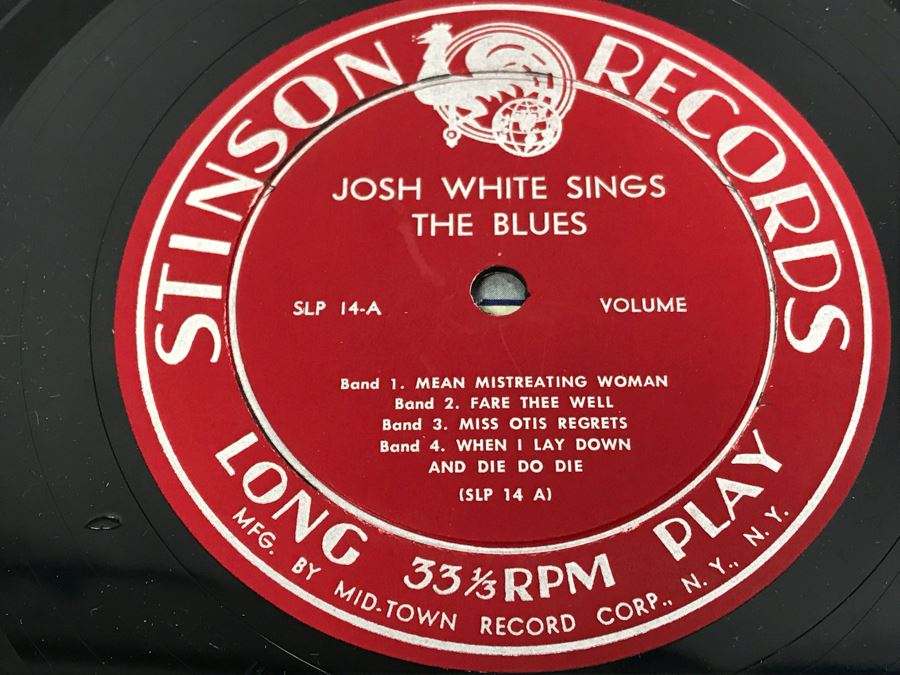 STINSON RECORDS
JOSH WHITE SINGS
THE BLUES
SLP 14-A
VOLUME
Band 1. MEAN MISTREATING WOMAN
Band 2. FARE THEE WELL
Band 3. MISS OTIS REGRETS
Band 4. WHEN I LAY DOWN
AND DIE DO DIE
(SLP 14 A)
LONG 33⅓ RPM PLAY
MFG. BY MID-TOWN RECORD CORP., N. Y., N. Y.